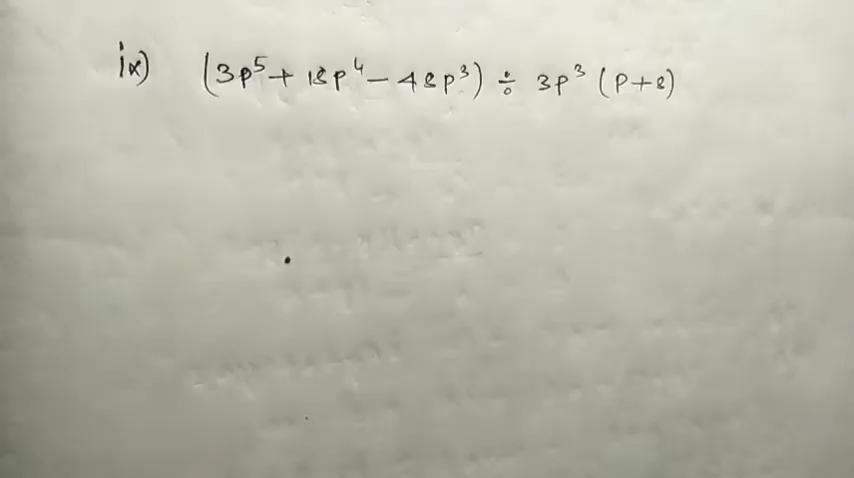 ix) (3p⁵ + 18p⁴ - 48p³) ÷ 3p³ (p+8)